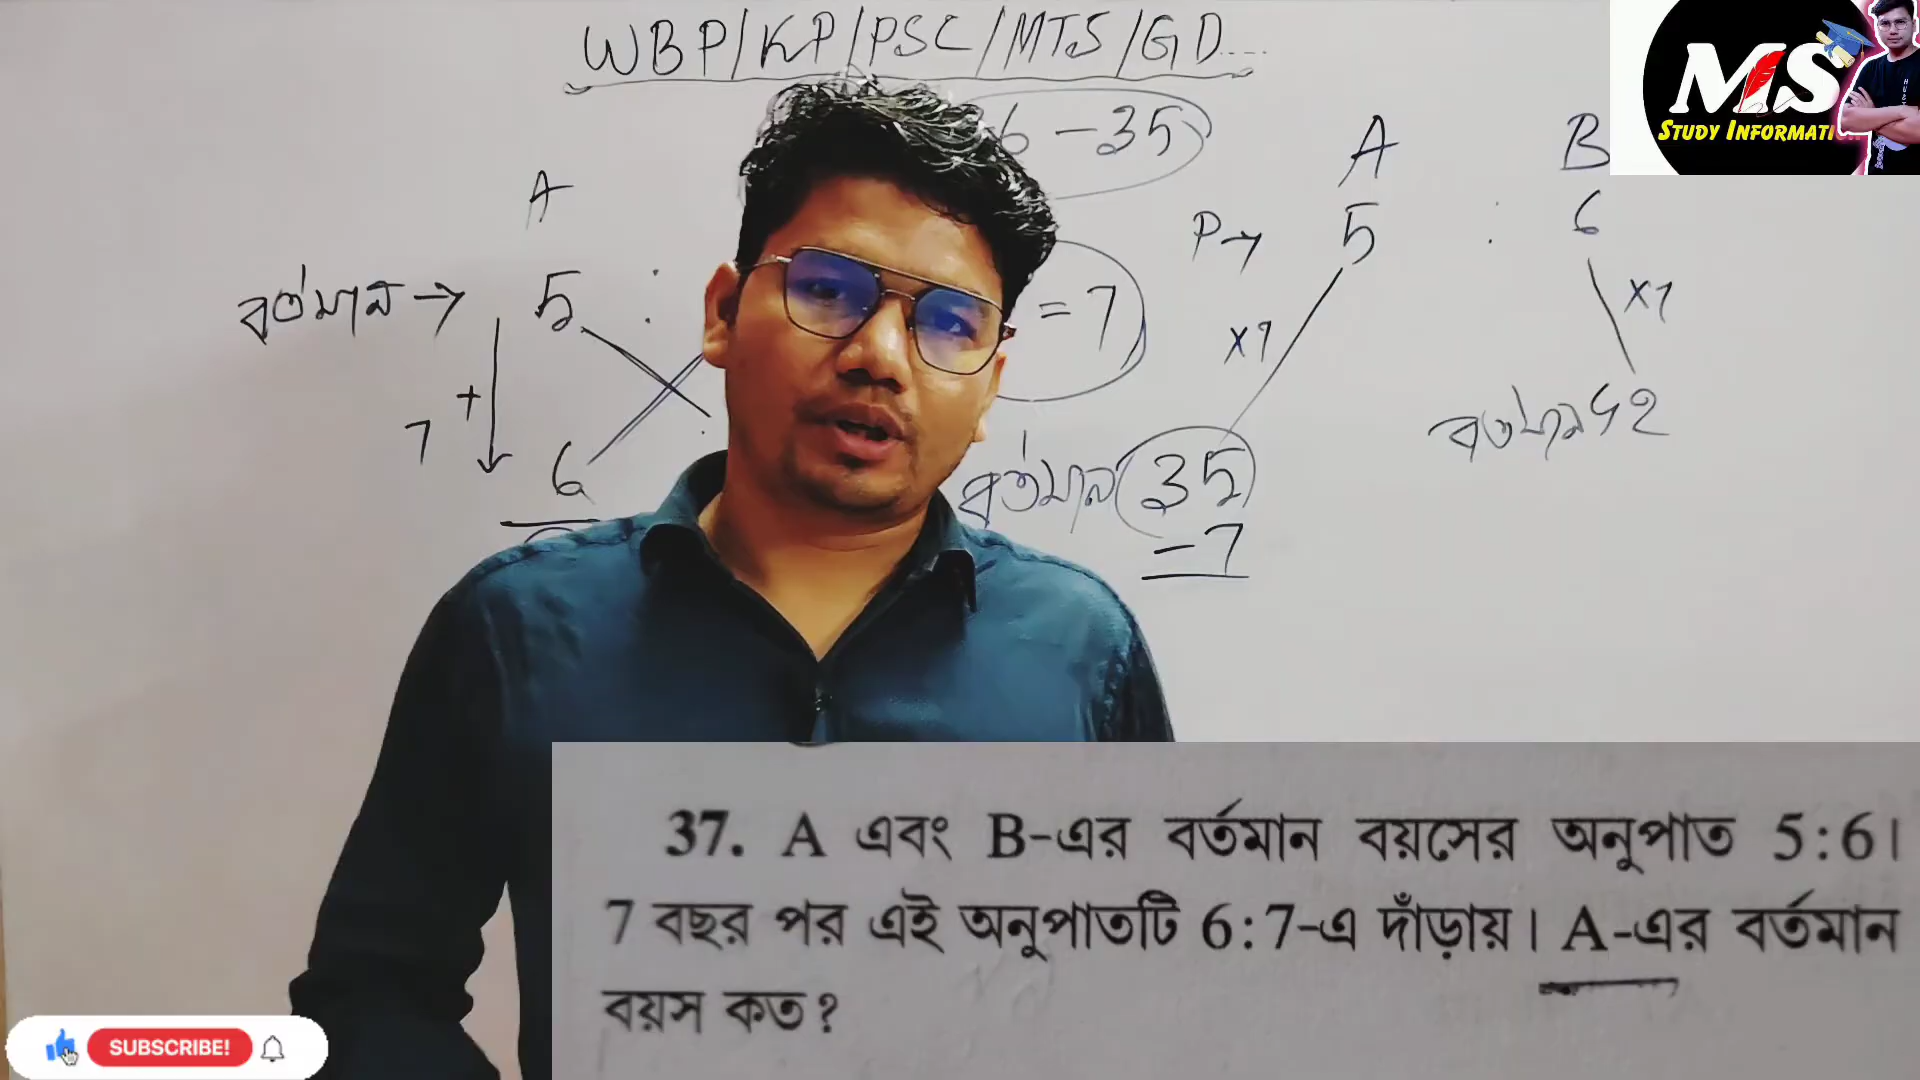 WBP/KP/PSC/MTS/GD....
MS
STUDY INFORMATI
6 - 35
A
A
B
P→
5 : 6
বর্তমান → 5 :
= 7
×7
×7
+
7
6
বর্তমান 35
বর্তমান 42
-7
37. A এবং B-এর বর্তমান বয়সের অনুপাত 5:6।
7 বছর পর এই অনুপাতটি 6:7-এ দাঁড়ায়। A-এর বর্তমান
বয়স কত?
SUBSCRIBE!